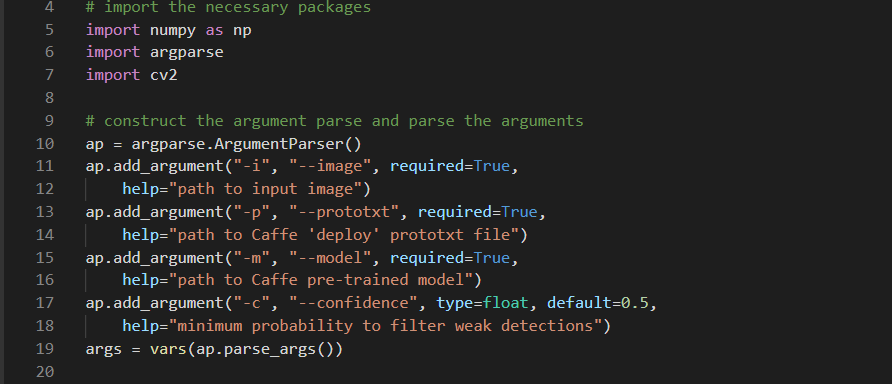 4 # import the necessary packages
5 import numpy as np
6 import argparse
7 import cv2
8
9 # construct the argument parse and parse the arguments
10 ap = argparse.ArgumentParser()
11 ap.add_argument("-i", "--image", required=True,
12     help="path to input image")
13 ap.add_argument("-p", "--prototxt", required=True,
14     help="path to Caffe 'deploy' prototxt file")
15 ap.add_argument("-m", "--model", required=True,
16     help="path to Caffe pre-trained model")
17 ap.add_argument("-c", "--confidence", type=float, default=0.5,
18     help="minimum probability to filter weak detections")
19 args = vars(ap.parse_args())
20